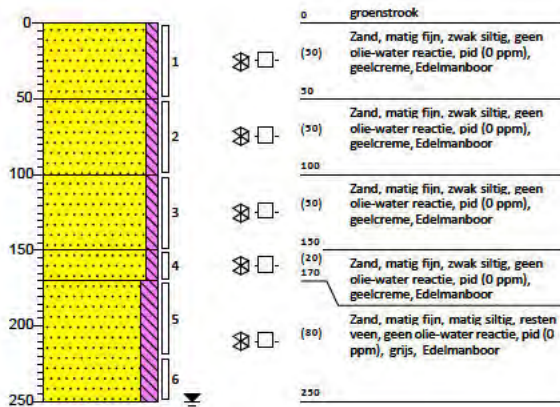 0
50
100
150
200
250
1
2
3
4
5
6
0 groenstrook
(50) Zand, matig fijn, zwak siltig, geen
olie-water reactie, pid (0 ppm),
geelcreme, Edelmanboor
50
(50) Zand, matig fijn, zwak siltig, geen
olie-water reactie, pid (0 ppm),
geelcreme, Edelmanboor
100
(50) Zand, matig fijn, zwak siltig, geen
olie-water reactie, pid (0 ppm),
geelcreme, Edelmanboor
150
(20) Zand, matig fijn, zwak siltig, geen
170 olie-water reactie, pid (0 ppm),
geelcreme, Edelmanboor
Zand, matig fijn, matig siltig, resten
(80) veen, geen olie-water reactie, pid (0
ppm), grijs, Edelmanboor
250